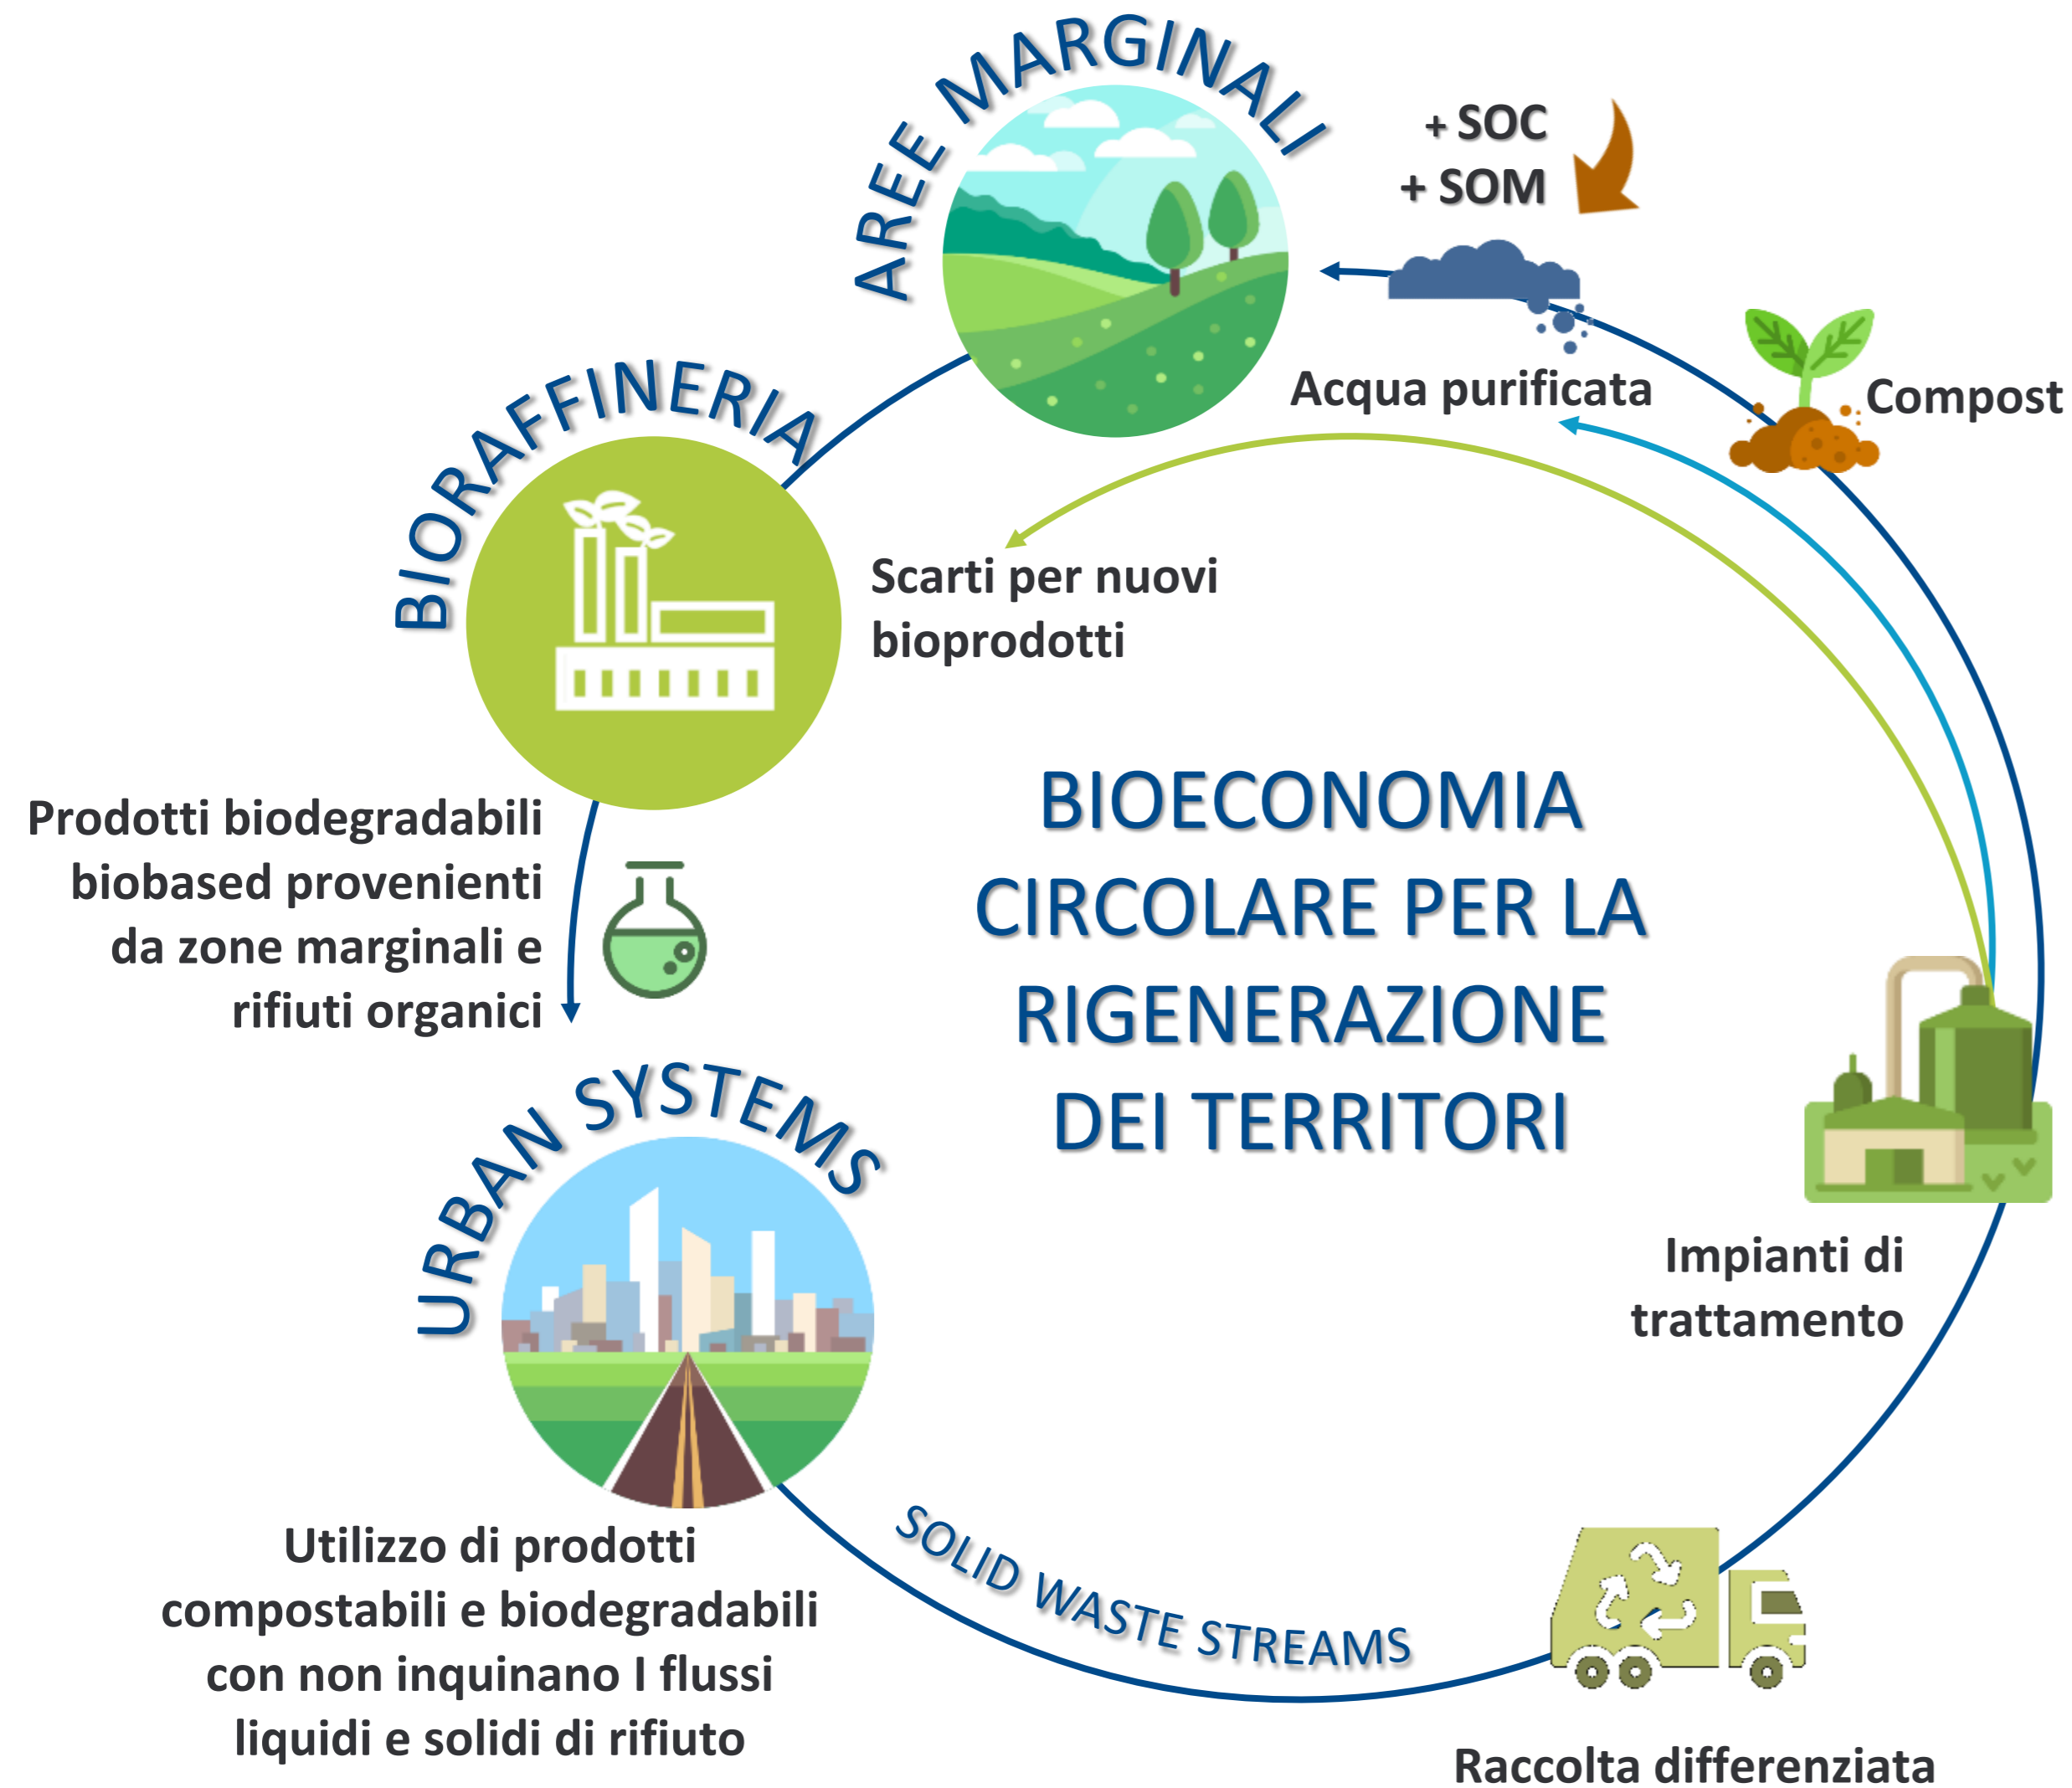 AREE MARGINALI
+ SOC
+ SOM
Acqua purificata
Compost
BIORAFFINERIA
Scarti per nuovi
bioprodotti
Prodotti biodegradabili
biobased provenienti
da zone marginali e
rifiuti organici
BIOECONOMIA
CIRCOLARE PER LA
RIGENERAZIONE
DEI TERRITORI
URBAN SYSTEMS
Impianti di
trattamento
Utilizzo di prodotti
compostabili e biodegradabili
con non inquinano I flussi
liquidi e solidi di rifiuto
SOLID WASTE STREAMS
Raccolta differenziata